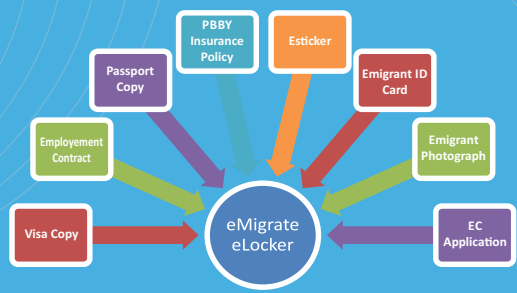 PBBY
Insurance
Policy
Esticker
Passport
Copy
Emigrant ID
Card
Employement
Contract
Emigrant
Photograph
Visa Copy
eMigrate
eLocker
EC
Application